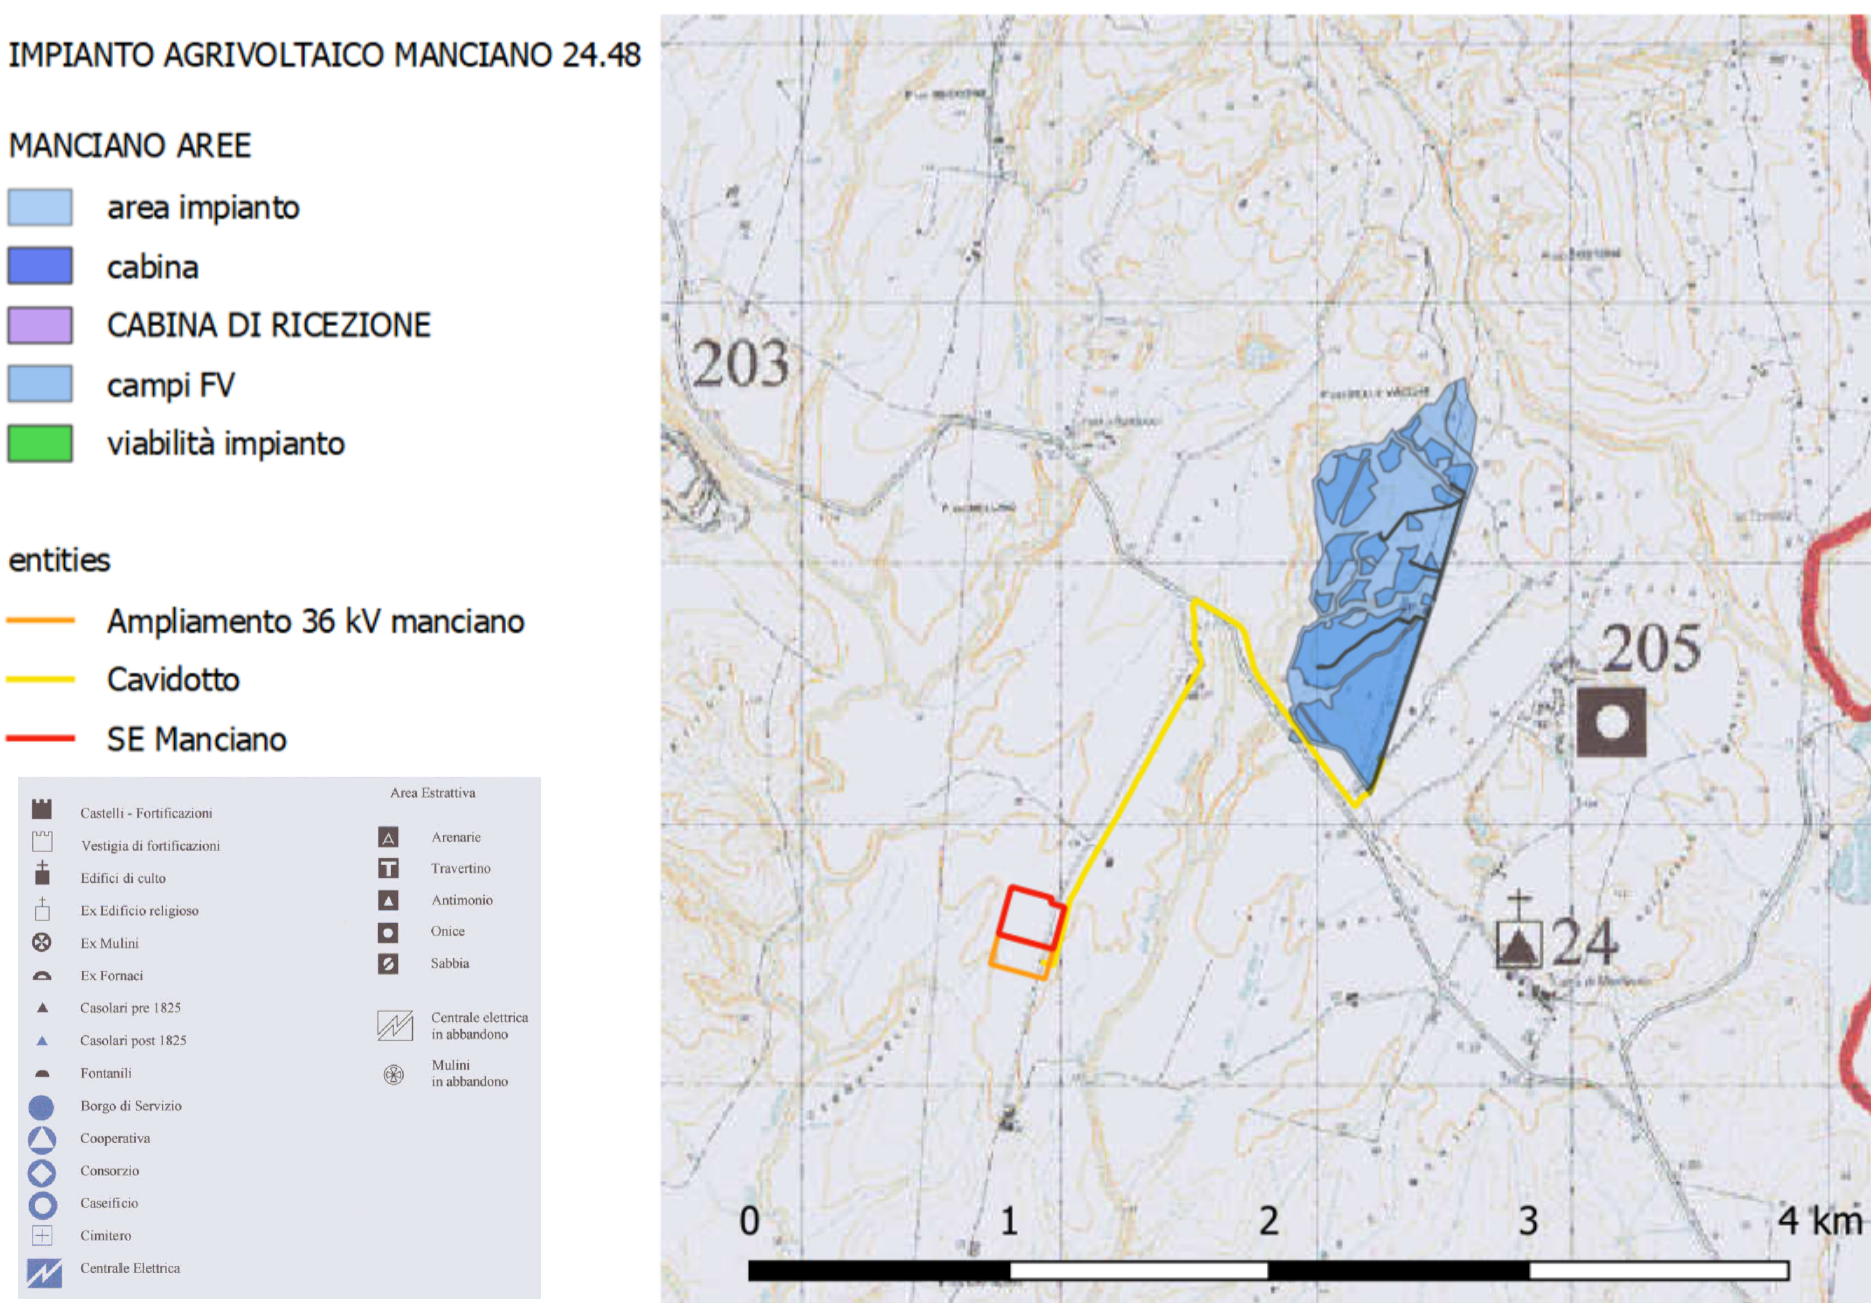 IMPIANTO AGRIVOLTAICO MANCIANO 24.48
MANCIANO AREE
area impianto
cabina
CABINA DI RICEZIONE
campi FV
viabilità impianto
entities
Ampliamento 36 kV manciano
Cavidotto
SE Manciano
Castelli - Fortificazioni
Vestigia di fortificazioni
Edifici di culto
Ex Edificio religioso
Ex Mulini
Ex Fornaci
Casolari pre 1825
Casolari post 1825
Fontanili
Borgo di Servizio
Cooperativa
Consorzio
Caseificio
Cimitero
Centrale Elettrica
Area Estrattiva
Arenarie
Travertino
Antimonio
Onice
Sabbia
Centrale elettrica
in abbandono
Mulini
in abbandono
203
205
24
0 1 2 3 4 km